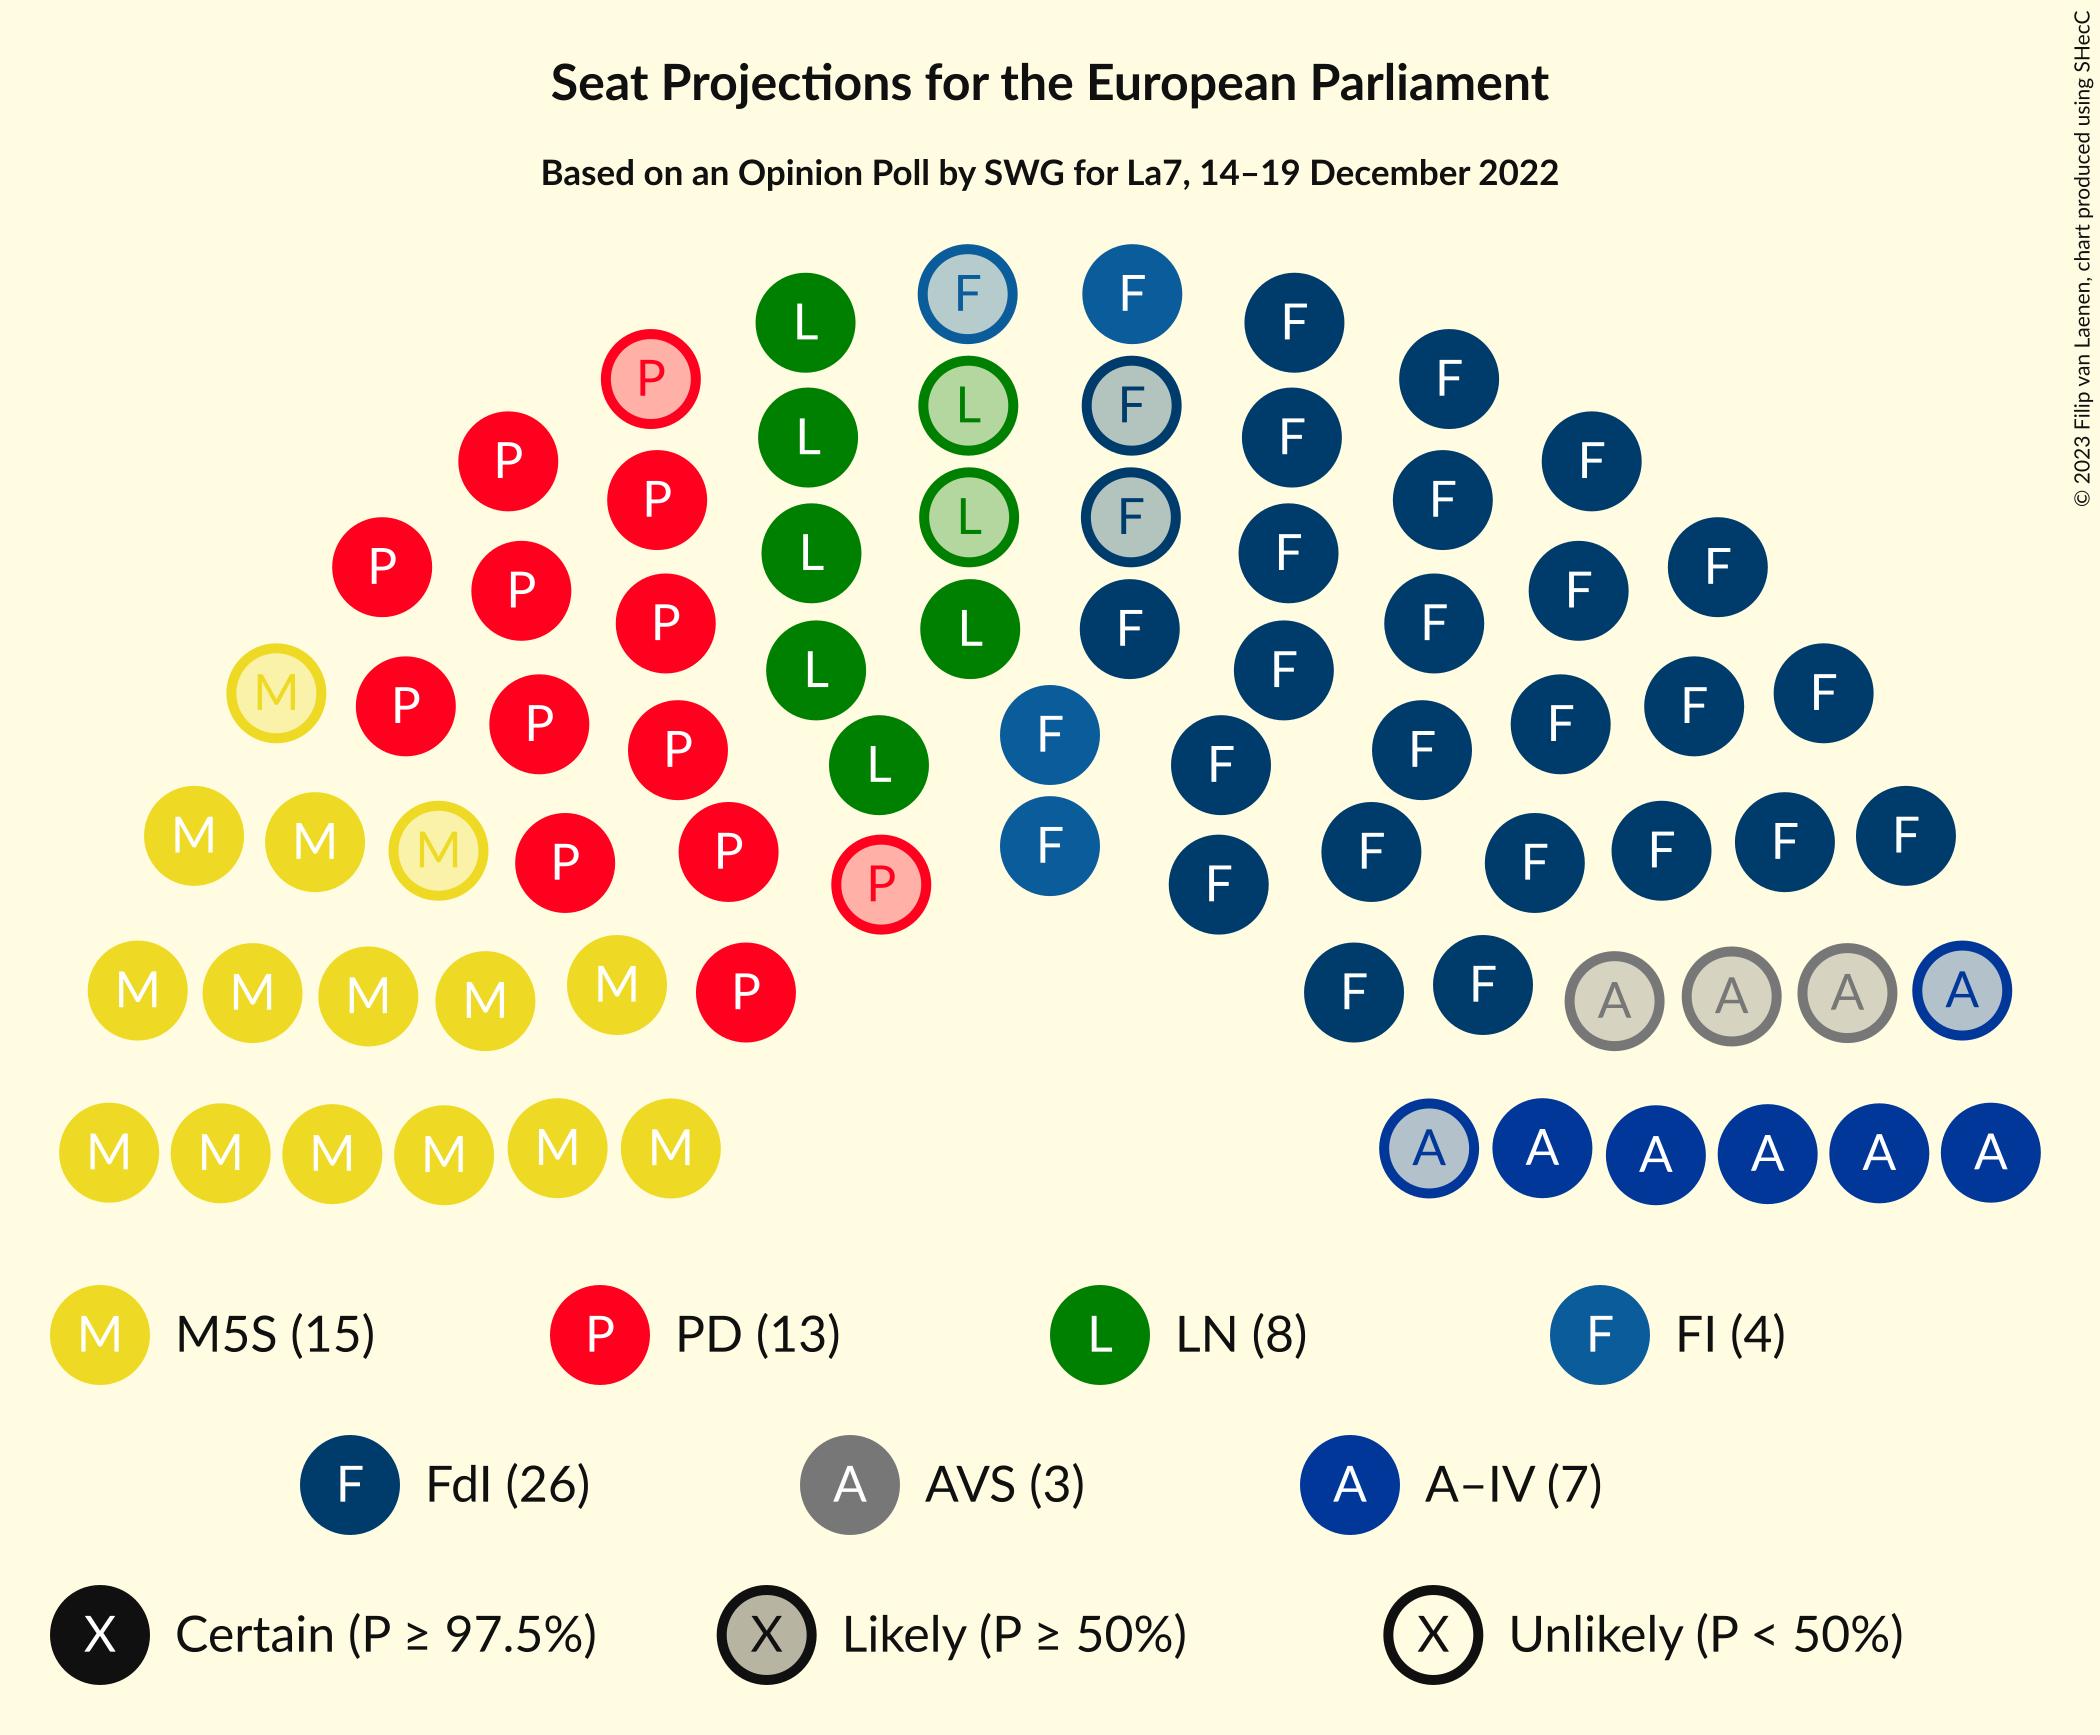 Seat Projections for the European Parliament
Based on an Opinion Poll by SWG for La7, 14–19 December 2022
© 2023 Filip van Laenen, chart produced using SHecC
F F
L F
P F
L F
L F
P F
P F
L F
L F
P F
P F
P F
P F
L F
L F
M F
P F
P F
F
P F
L F
M F
M F
F
P F
M F
P F
P F
M A
M A
M A
M A
M F
P F
M A
M A
M A
M A
M A
M A
M M5S (15) P PD (13) L LN (8) F FI (4)
F FdI (26) A AVS (3) A A–IV (7)
X Certain (P ≥ 97.5%) X Likely (P ≥ 50%) X Unlikely (P < 50%)